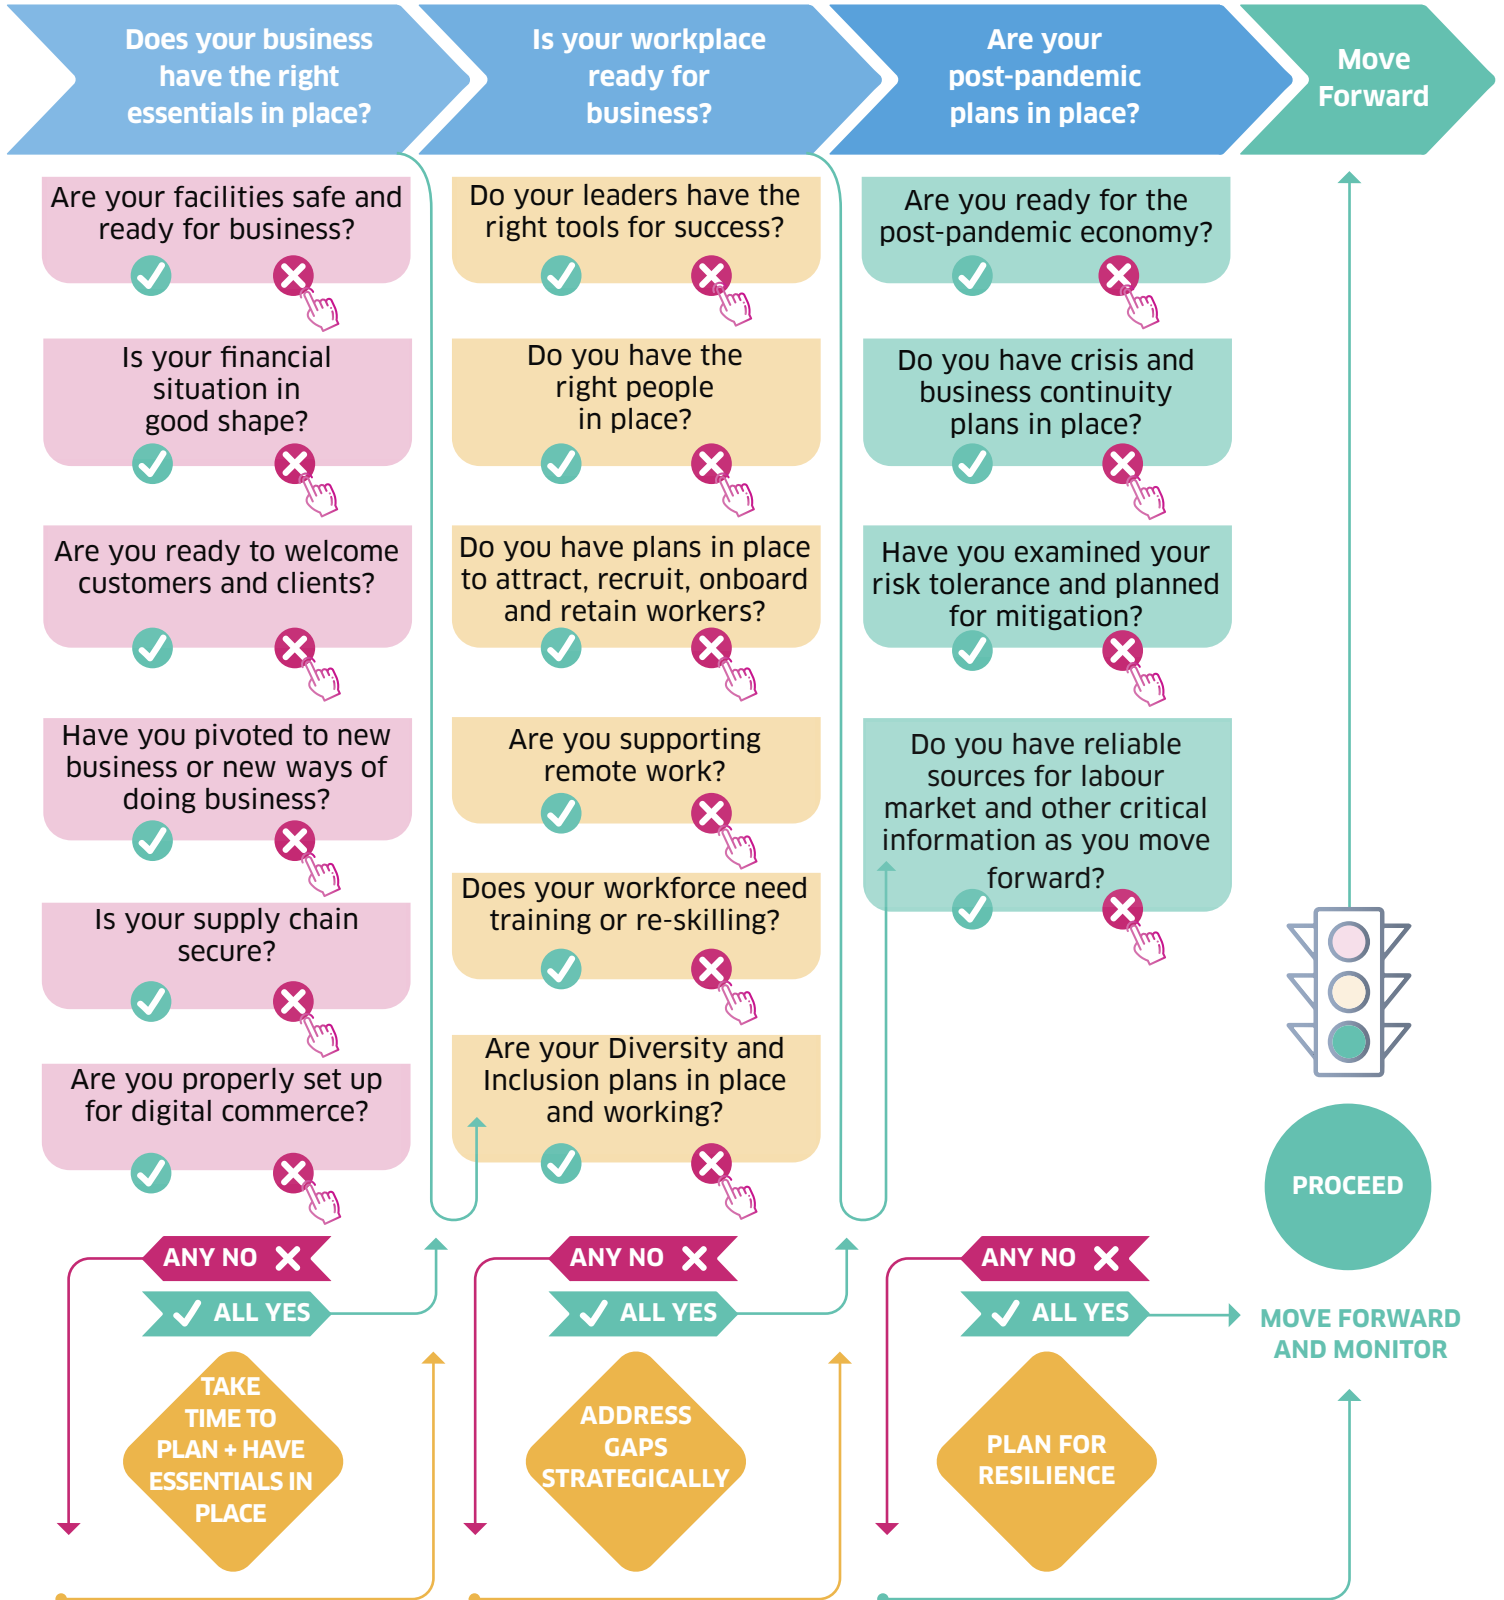 Does your business
have the right
essentials in place?
Is your workplace
ready for
business?
Are your
post-pandemic
plans in place?
Move
Forward
Are your facilities safe and
ready for business?
Is your financial
situation in
good shape?
Are you ready to welcome
customers and clients?
Have you pivoted to new
business or new ways of
doing business?
Is your supply chain
secure?
Are you properly set up
for digital commerce?
ANY NO
ALL YES
TAKE
TIME TO
PLAN + HAVE
ESSENTIALS IN
PLACE
Do your leaders have the
right tools for success?
Do you have the
right people
in place?
Do you have plans in place
to attract, recruit, onboard
and retain workers?
Are you supporting
remote work?
Does your workforce need
training or re-skilling?
Are your Diversity and
Inclusion plans in place
and working?
ANY NO
ALL YES
ADDRESS
GAPS
STRATEGICALLY
Are you ready for the
post-pandemic economy?
Do you have crisis and
business continuity
plans in place?
Have you examined your
risk tolerance and planned
for mitigation?
Do you have reliable
sources for labour
market and other critical
information as you move
forward?
ANY NO
ALL YES
PLAN FOR
RESILIENCE
PROCEED
MOVE FORWARD
AND MONITOR